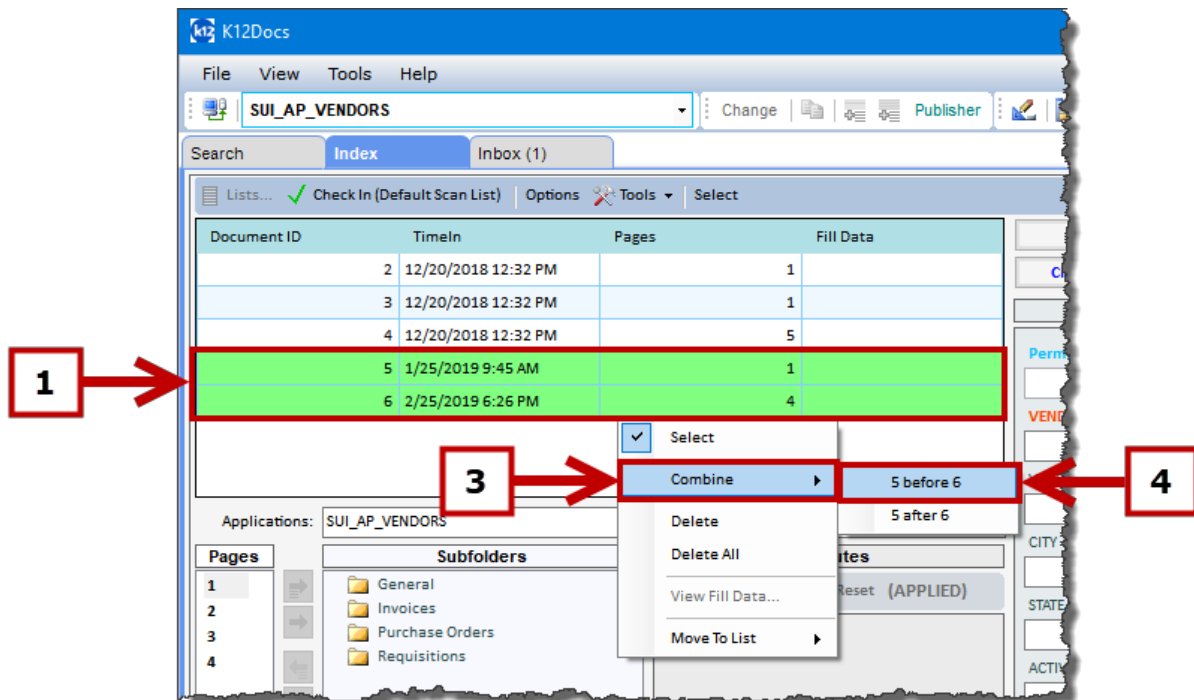 k12 K12Docs
File View Tools Help
SUI_AP_VENDORS Change Publisher
Search Index Inbox (1)
Lists... Check In (Default Scan List) Options Tools Select
Document ID TimeIn Pages Fill Data
2 12/20/2018 12:32 PM 1
3 12/20/2018 12:32 PM 1
4 12/20/2018 12:32 PM 5
5 1/25/2019 9:45 AM 1
6 2/25/2019 6:26 PM 4
1
Select
3
Combine
5 before 6
4
5 after 6
Delete
Delete All
View Fill Data...
Move To List
Applications: SUI_AP_VENDORS
Pages Subfolders
1 General
2 Invoices
3 Purchase Orders
4 Requisitions
Reset (APPLIED)
CITY
STATE